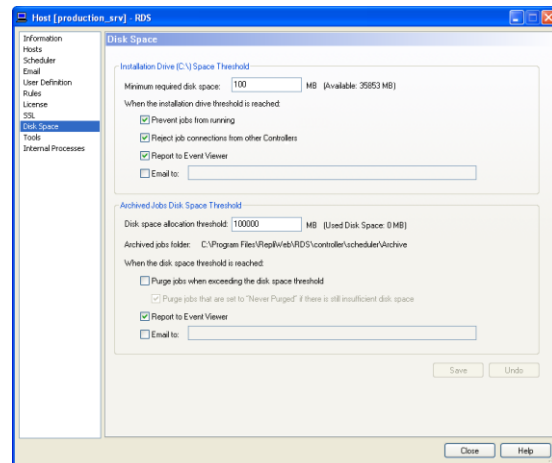 Host [production_srv] - RDS
Information
Hosts
Scheduler
Email
User Definition
Rules
License
SSL
Disk Space
Tools
Internal Processes
Disk Space
Installation Drive (C:\) Space Threshold
Minimum required disk space: 100 MB (Available: 35853 MB)
When the installation drive threshold is reached:
Prevent jobs from running
Reject job connections from other Controllers
Report to Event Viewer
Email to:
Archived Jobs Disk Space Threshold
Disk space allocation threshold: 100000 MB (Used Disk Space: 0 MB)
Archived jobs folder: C:\Program Files\RepliWeb\RDS\controller\scheduler\Archive
When the disk space threshold is reached:
Purge jobs when exceeding the disk space threshold
Purge jobs that are set to "Never Purged" if there is still insufficient disk space
Report to Event Viewer
Email to:
Save Undo
Close Help